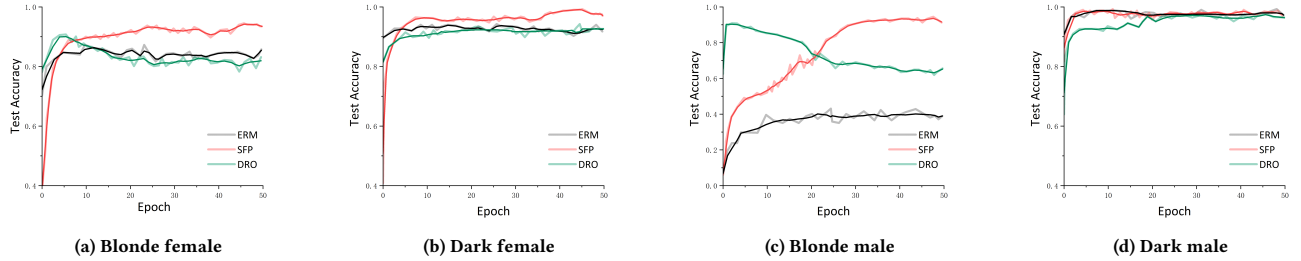 Test Accuracy
1.0
0.8
0.6
0.4
0
10
20
30
40
50
Epoch
ERM
SFP
DRO
(a) Blonde female
Test Accuracy
1.0
0.8
0.6
0.4
0
10
20
30
40
50
Epoch
ERM
SFP
DRO
(b) Dark female
Test Accuracy
1.0
0.8
0.6
0.4
0.2
0.0
0
10
20
30
40
50
Epoch
ERM
SFP
DRO
(c) Blonde male
Test Accuracy
1.0
0.8
0.6
0.4
0
10
20
30
40
50
Epoch
ERM
SFP
DRO
(d) Dark male